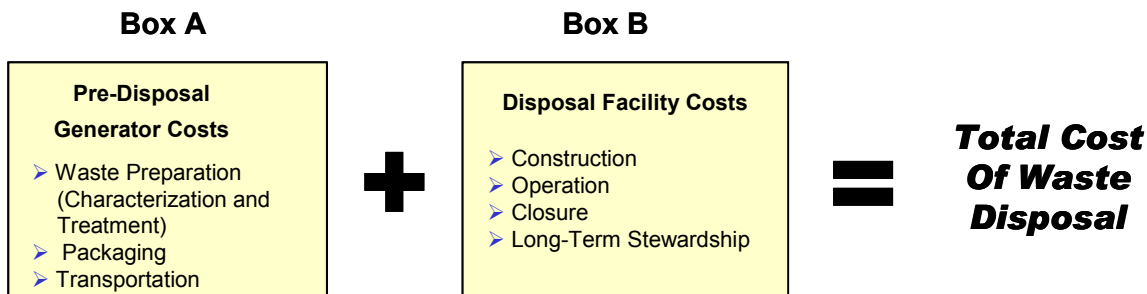 Box A
Pre-Disposal
Generator Costs
➢ Waste Preparation
(Characterization and
Treatment)
➢ Packaging
➢ Transportation
+
Box B
Disposal Facility Costs
➢ Construction
➢ Operation
➢ Closure
➢ Long-Term Stewardship
=
Total Cost
Of Waste
Disposal